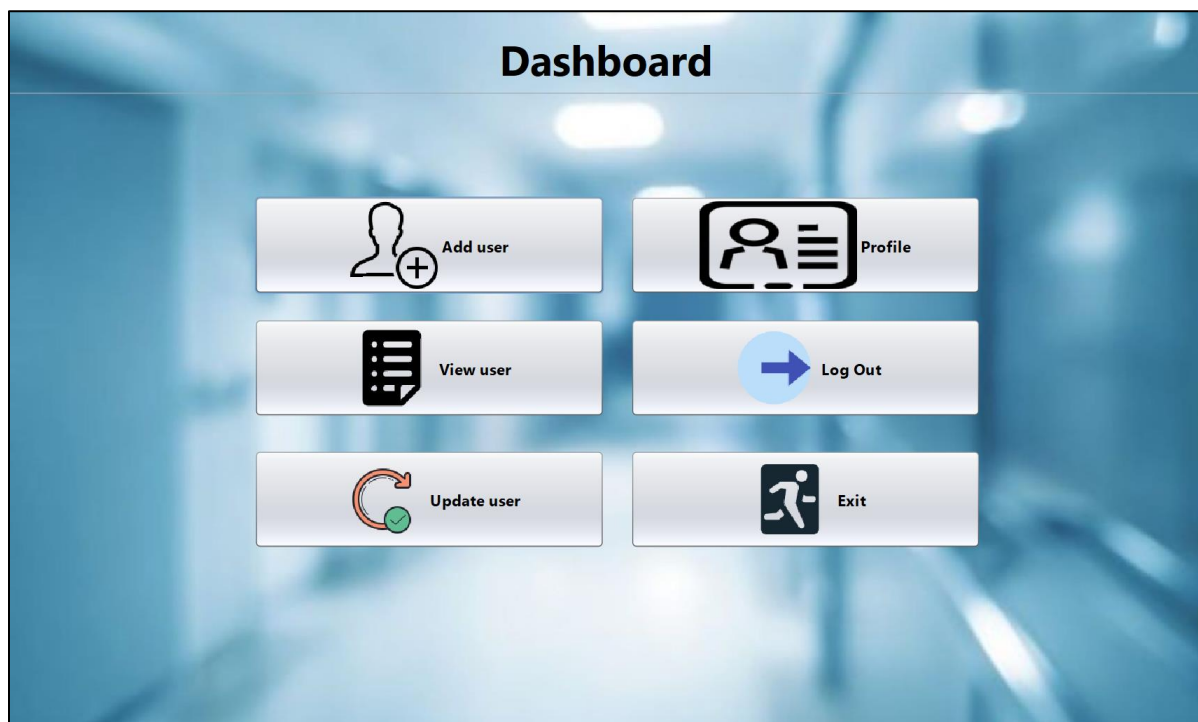 Dashboard
Add user
Profile
View user
Log Out
Update user
Exit